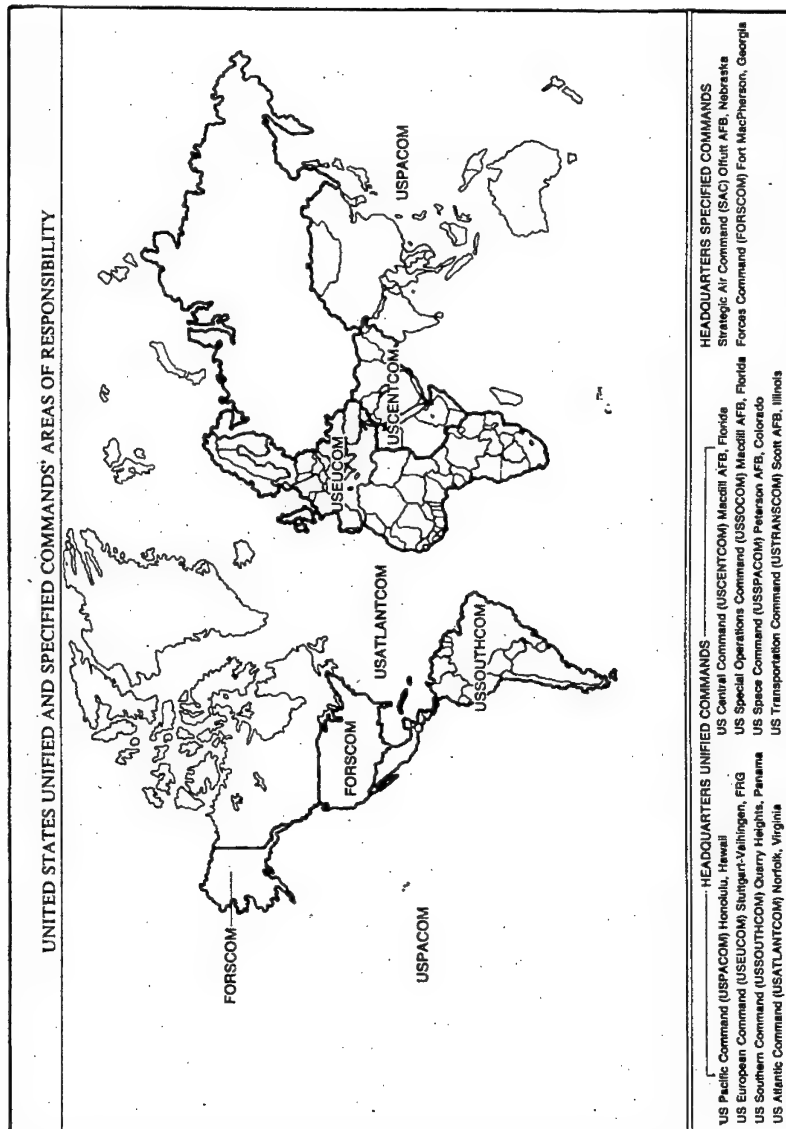 UNITED STATES UNIFIED AND SPECIFIED COMMANDS' AREAS OF RESPONSIBILITY
FORSCOM
USPACOM
FORSCOM
USATLANTCOM
USSOUTHCOM
USEUCOM
USCENTCOM
USPACOM
HEADQUARTERS UNIFIED COMMANDS
US Pacific Command (USPACOM) Honolulu, Hawaii
US European Command (USEUCOM) Stuttgart-Vaihingen, FRG
US Southern Command (USSOUTHCOM) Quarry Heights, Panama
US Atlantic Command (USATLANTCOM) Norfolk, Virginia
US Central Command (USCENTCOM) Macdill AFB, Florida
US Special Operations Command (USSOCOM) Macdill AFB, Florida
US Space Command (USSPACOM) Peterson AFB, Colorado
US Transportation Command (USTRANSCOM) Scott AFB, Illinois
HEADQUARTERS SPECIFIED COMMANDS
Strategic Air Command (SAC) Offutt AFB, Nebraska
Forces Command (FORSCOM) Fort MacPherson, Georgia